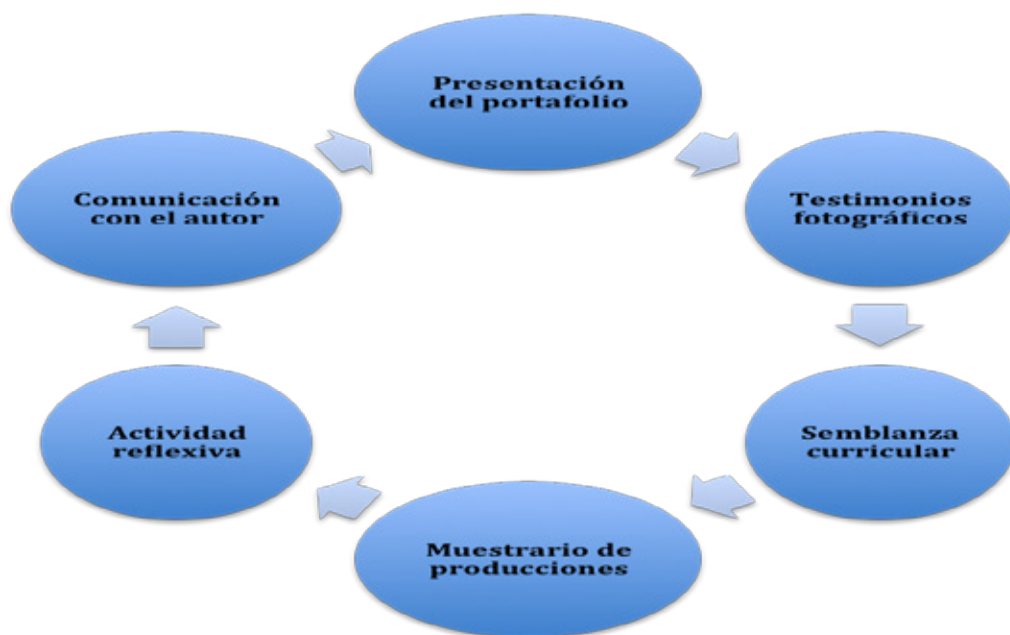 Presentación
del portafolio
Testimonios
fotográficos
Semblanza
curricular
Muestrario de
producciones
Actividad
reflexiva
Comunicación
con el autor